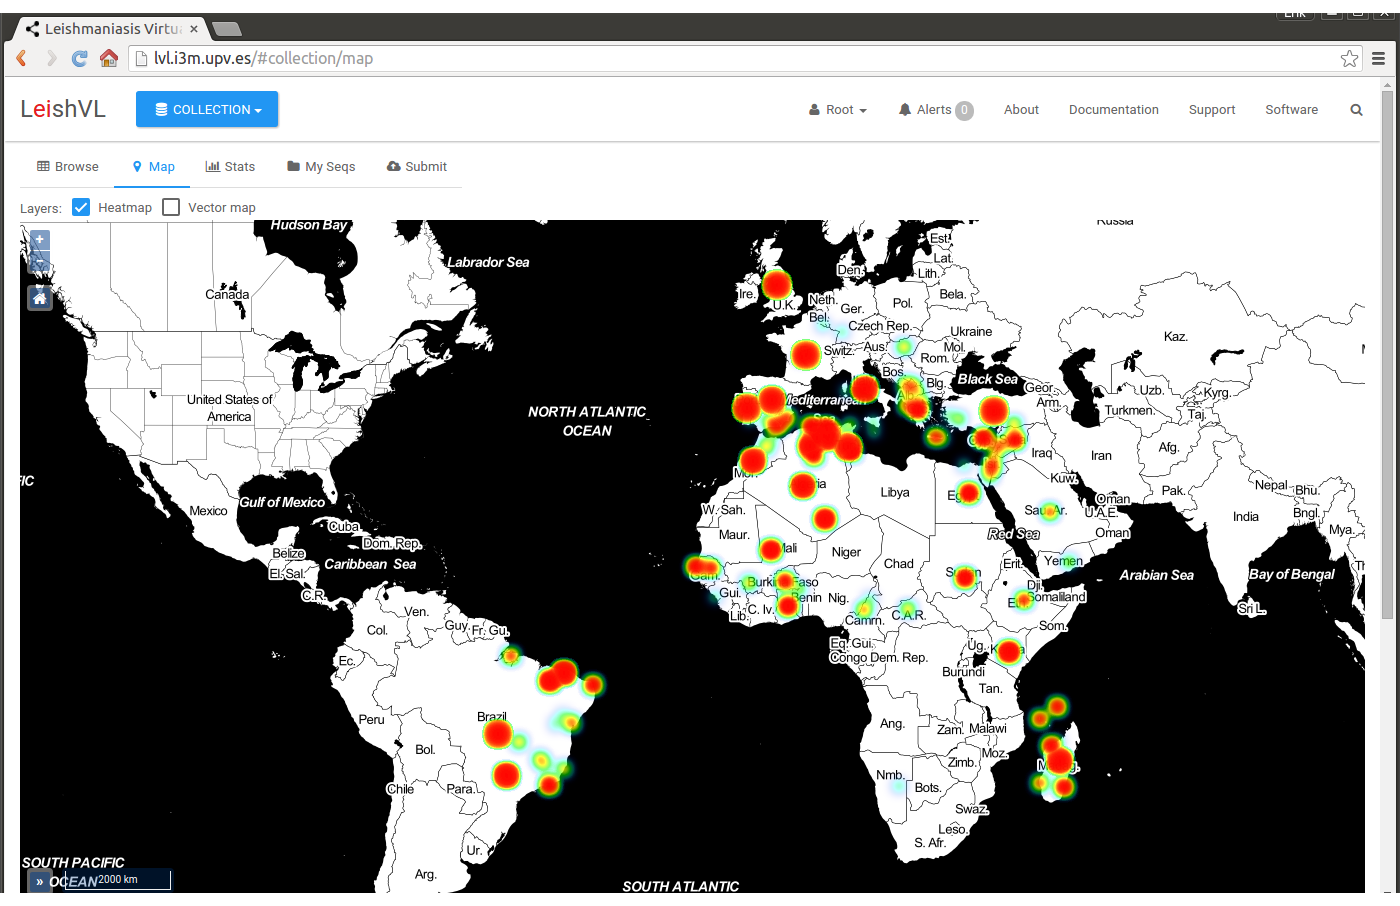 Erik
Leishmaniasis Virtu
lvl.i3m.upv.es/#collection/map
LeishVL
COLLECTION
Root
Alerts 0
About
Documentation
Support
Software
Browse
Map
Stats
My Seqs
Submit
Layers:
Heatmap
Vector map
Hudson Bay
Russia
Est.
Labrador Sea
Lat.
Den.
Lith.
Canada
Ire.
Neth.
Bela.
U.K.
Ger.
Pol.
Bel.
Czech Rep.
Ukraine
Kaz.
Switz.
Aus.
Mol.
Rom.
Bos.
Black Sea
Blg.
Geor.
Uzb.
Kyrg.
United States of
America
Mediterranean
Sea
Alb.
Arm.
Turkmen.
Taj.
NORTH ATLANTIC
OCEAN
Iraq
Iran
Afg.
Mor.
Kuw.
Nepal
Bhu.
Gulf of Mexico
Mexico
Libya
Pak.
Oman
W. Sah.
Sau. Ar.
U.A.E.
India
Bngl.
Cuba
Maur.
Red Sea
Oman
Mya.
Dom. Rep.
Belize
Mali
Niger
Caribbean Sea
Chad
Erit.
Yemen
El Sal.
Gam.
Arabian Sea
Bay of Bengal
Burki
Faso
Dji.
C.R.
Gui.
Benin
Nig.
Somaliland
Ven.
Lib.
C. Iv.
C.A.R.
Sri L.
Guy.
Fr. Gu.
Camrn.
Som.
Col.
Eq. Gui.
Ug.
Ec.
Congo Dem. Rep.
Burundi
Tan.
Brazil
Peru
Ang.
Zam.
Malawi
Bol.
Moz.
Zimb.
Nmb.
Chile
Para.
Bots.
Swaz.
Leso.
S. Afr.
Ur.
SOUTH PACIFIC
OCEAN
Arg.
2000 km
SOUTH ATLANTIC